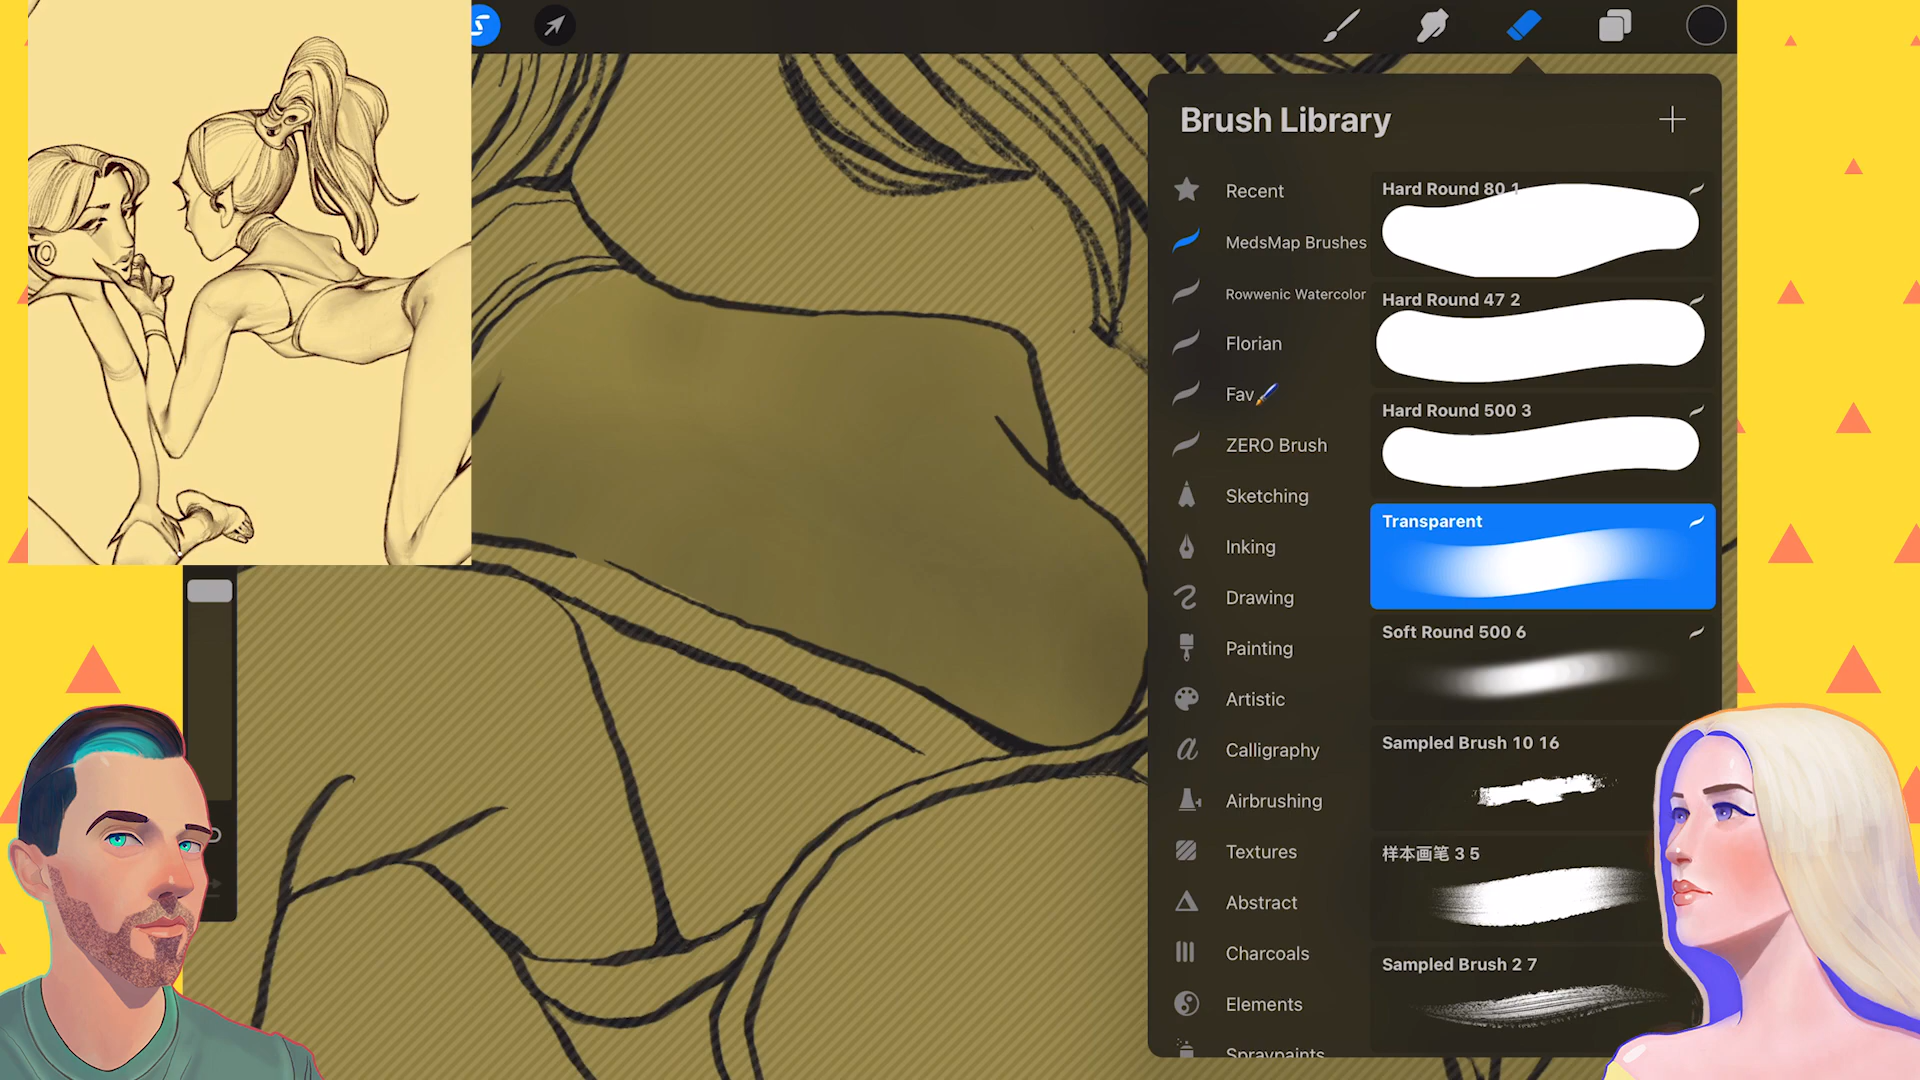 Brush Library
Recent
MedsMap Brushes
Rowwenic Watercolor
Florian
Fav
ZERO Brush
Sketching
Inking
Drawing
Painting
Artistic
Calligraphy
Airbrushing
Textures
Abstract
Charcoals
Elements
Spraypaints
Hard Round 80 1
Hard Round 47 2
Hard Round 500 3
Transparent
Soft Round 500 6
Sampled Brush 10 16
样本画笔 3 5
Sampled Brush 2 7